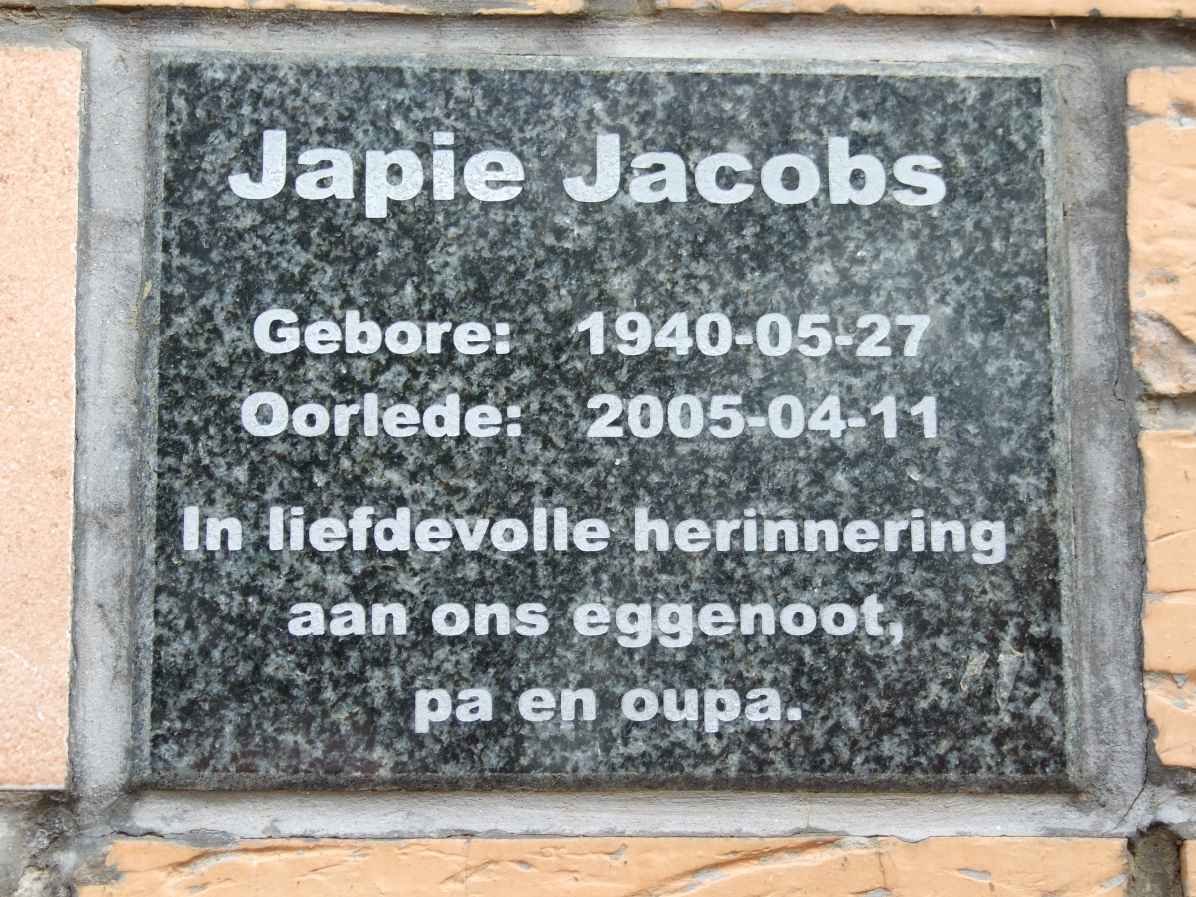 Japie Jacobs
Gebore: 1940-05-27
Oorlede: 2005-04-11
In liefdevolle herinnering
aan ons eggenoot,
pa en oupa.